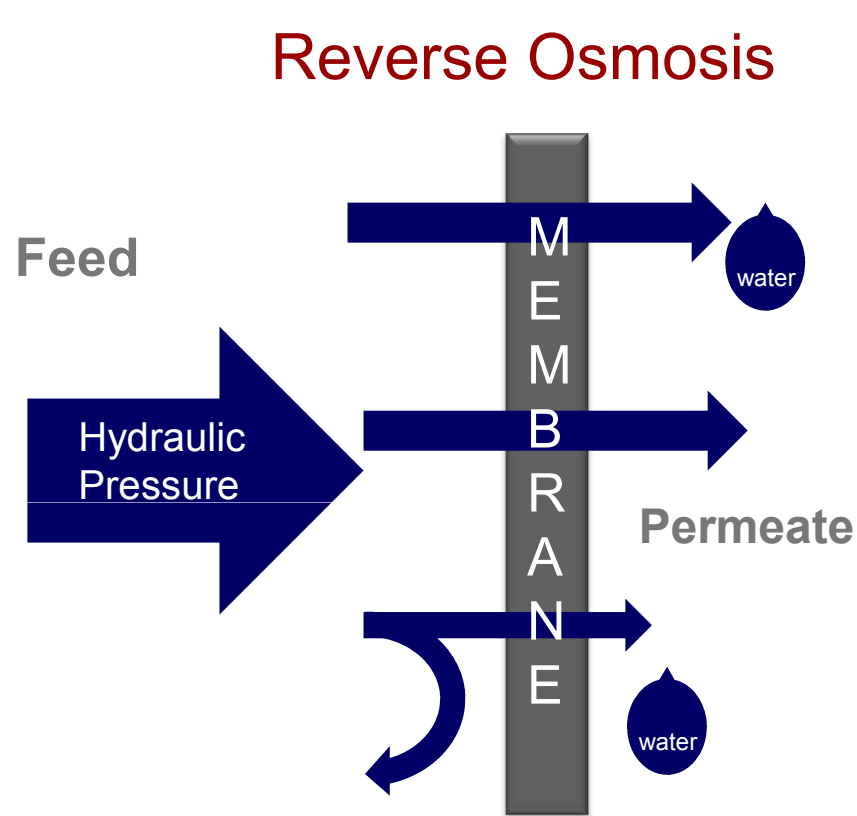 Reverse Osmosis
Feed
water
Hydraulic
Pressure
M
E
M
B
R
A
N
E
Permeate
water